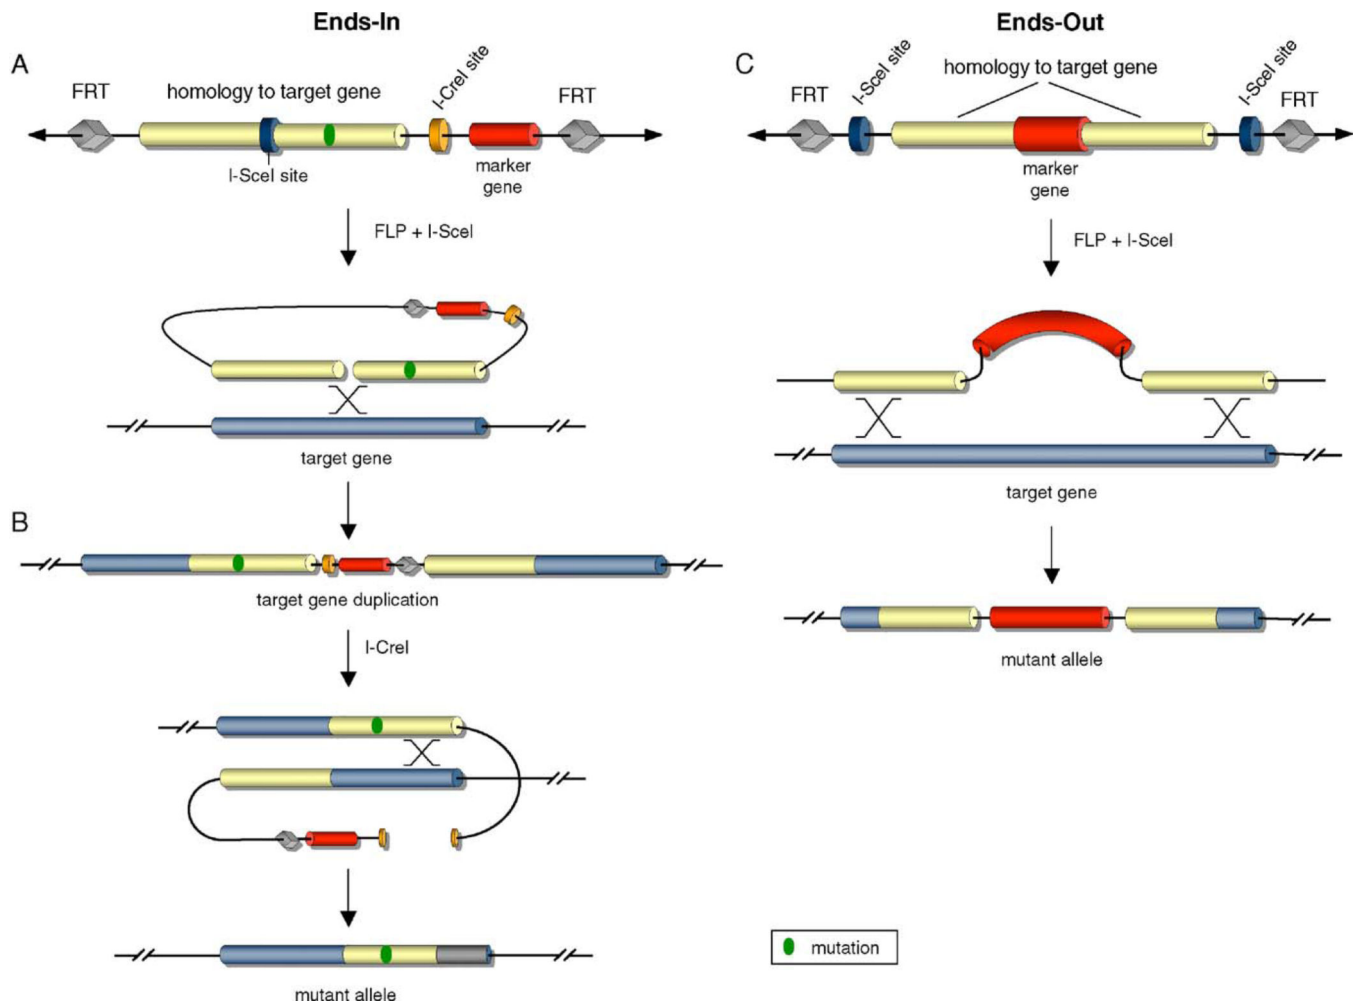 Ends-In
A
FRT
homology to target gene
I-CreI site
FRT
I-SceI site
marker
gene
FLP + I-SceI
target gene
B
target gene duplication
I-CreI
mutant allele
Ends-Out
C
FRT
I-SceI site
homology to target gene
I-SceI site
FRT
marker
gene
FLP + I-SceI
target gene
mutant allele
mutation